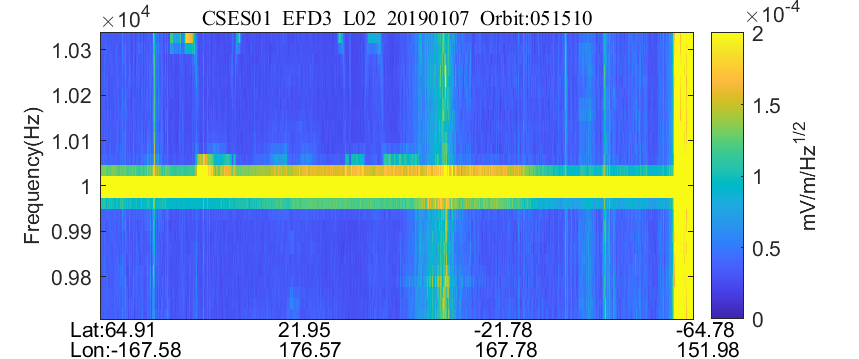 ×10⁴ CSES01 EFD3 L02 20190107 Orbit:051510 ×10⁻⁴
1.03
1.02
1.01
1
0.99
0.98
Frequency(Hz)
2
1.5
1
0.5
0
mV/m/Hz^1/2
Lat:64.91 21.95 -21.78 -64.78
Lon:-167.58 176.57 167.78 151.98